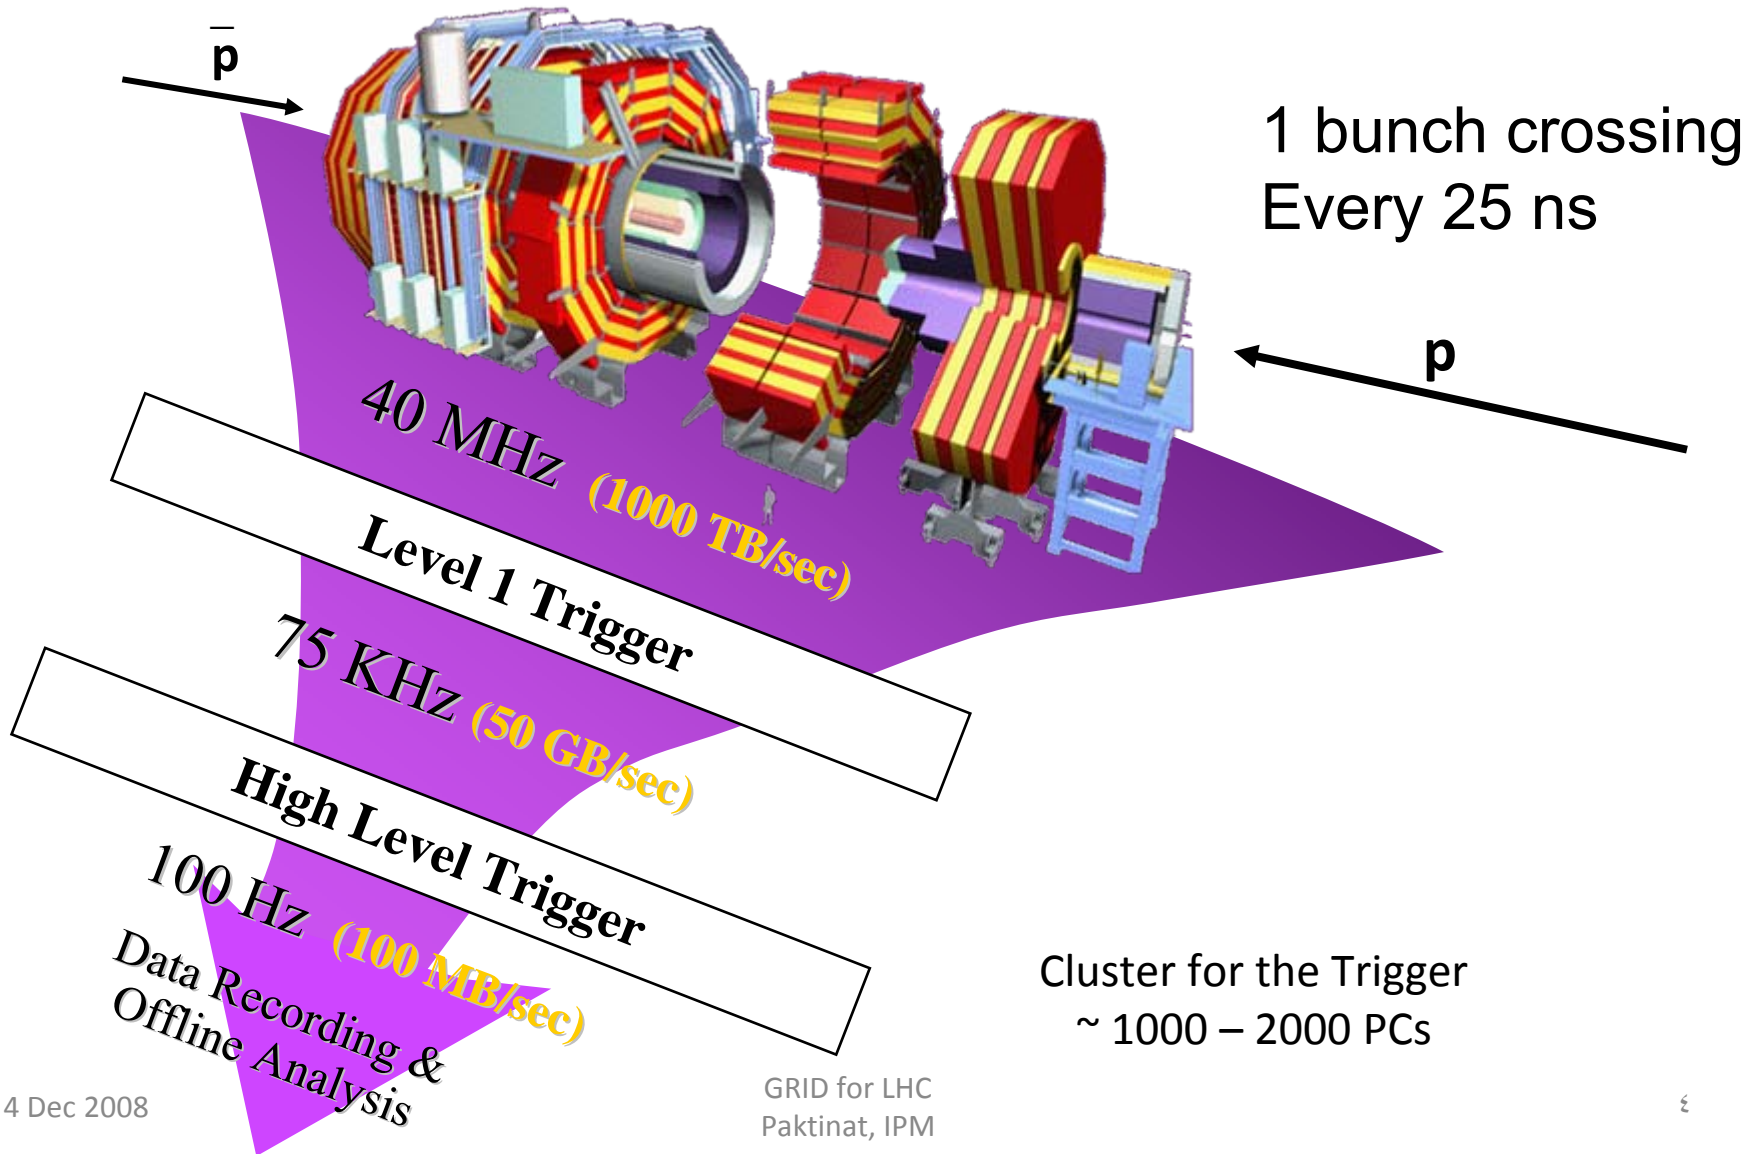 p̅
1 bunch crossing
Every 25 ns
p
40 MHz (1000 TB/sec)
Level 1 Trigger
75 KHz (50 GB/sec)
High Level Trigger
100 Hz (100 MB/sec)
Data Recording &
Offline Analysis
Cluster for the Trigger
~ 1000 – 2000 PCs
4 Dec 2008
GRID for LHC
Paktinat, IPM
٤